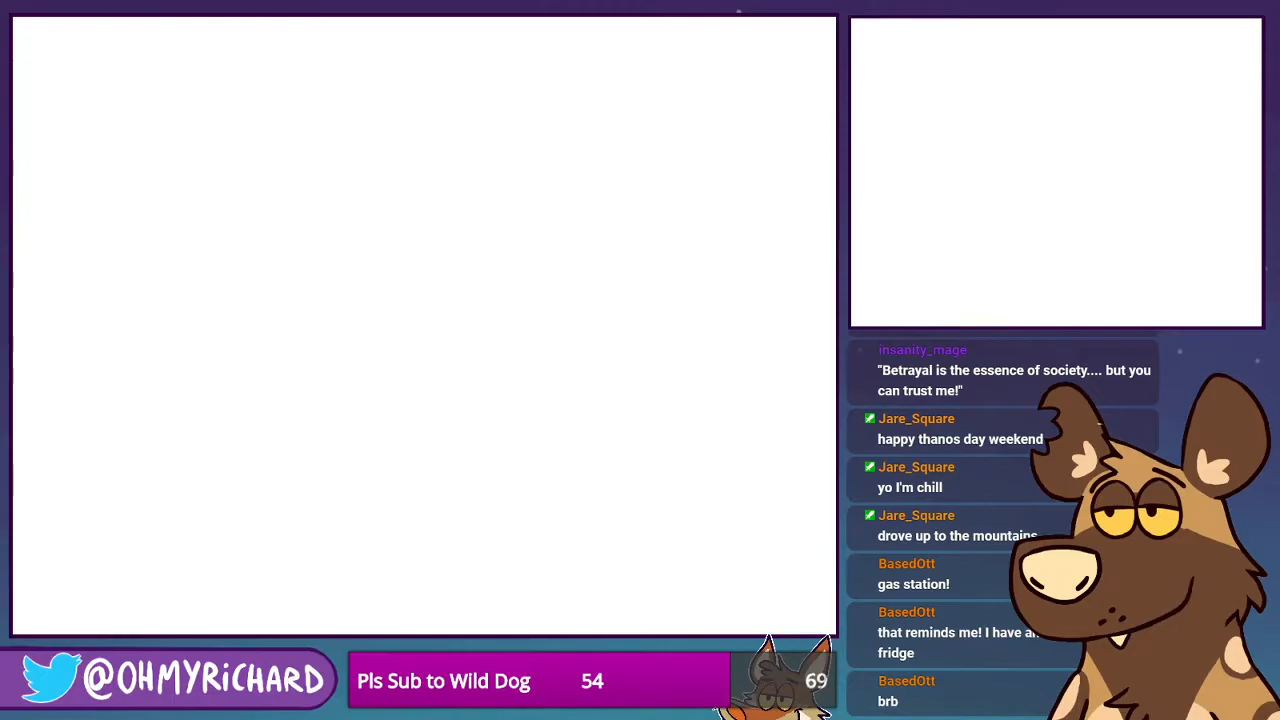 insanity_mage
"Betrayal is the essence of society.... but you
can trust me!"
Jare_Square
happy thanos day weekend
Jare_Square
yo I'm chill
Jare_Square
drove up to the mountains
BasedOtt
gas station!
BasedOtt
that reminds me! I have
fridge
BasedOtt
brb
@OHMYRiCHARD
Pls Sub to Wild Dog 54 69